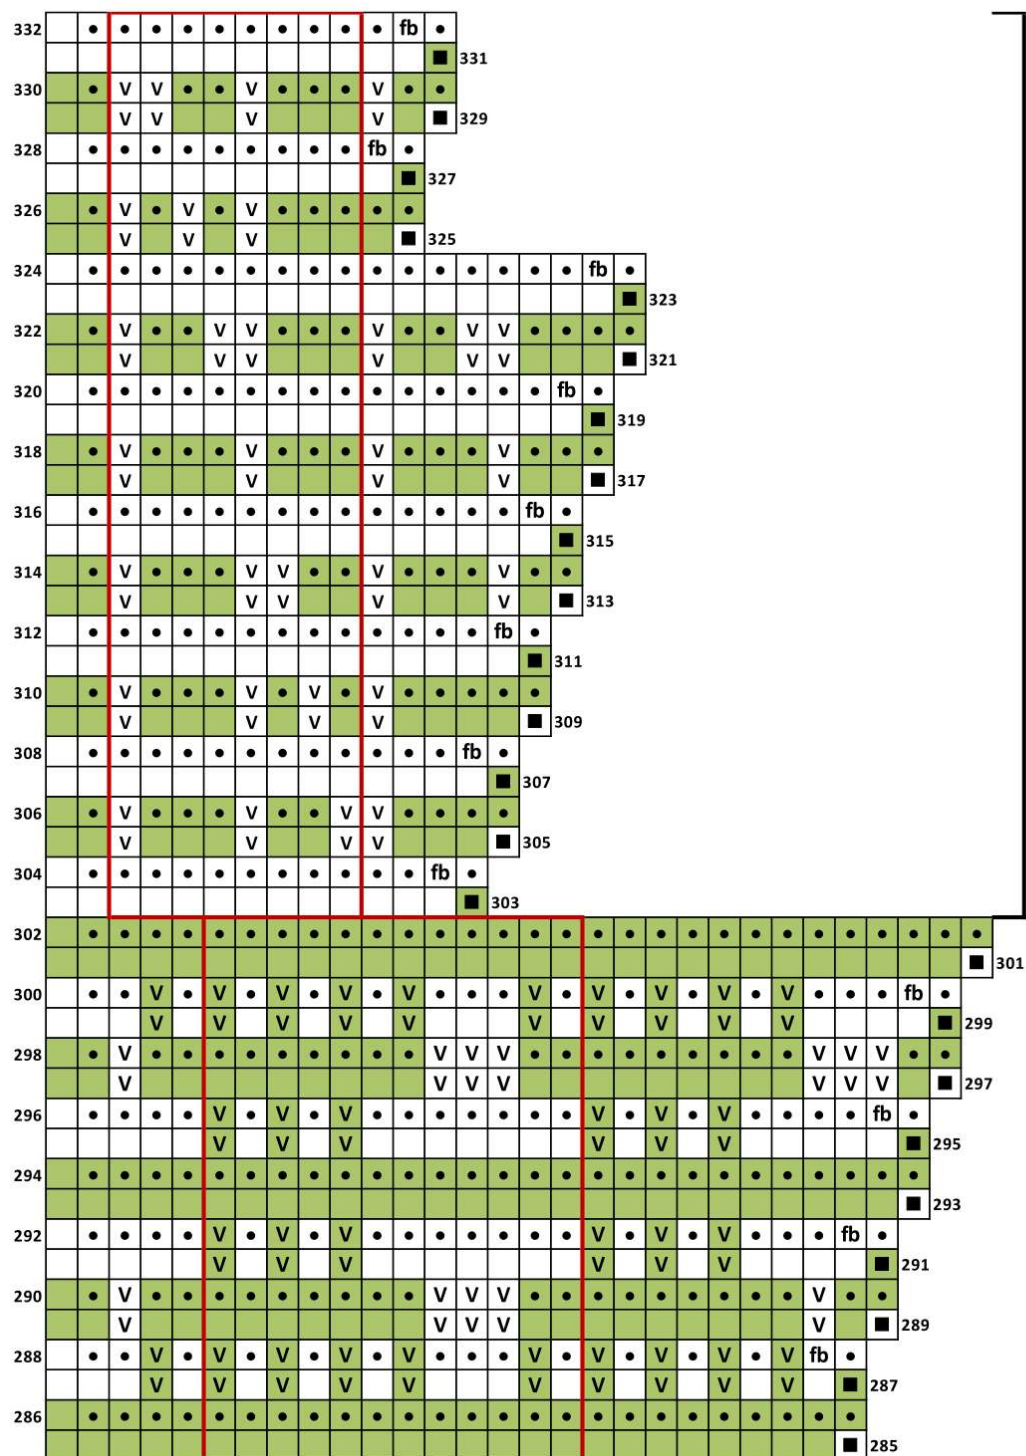 332 fb
331
330 V V V V
V V V V 329
328 fb
327
326 V V V
V V V 325
324 fb
323
322 V V V V V V
V V V V V V 321
320 fb
319
318 V V V V
V V V V 317
316 fb
315
314 V V V V V
V V V V V 313
312 fb
311
310 V V V V
V V V V 309
308 fb
307
306 V V V V
V V V V 305
304 fb
303
302
301
300 V V V V V V V V V V fb
V V V V V V V V V V 299
298 V V V V V V V
V V V V V V V 297
296 V V V V V V fb
V V V V V V 295
294
293
292 V V V V V V fb
V V V V V V 291
290 V V V V V
V V V V V 289
288 V V V V V V V V V V fb
V V V V V V V V V V 287
286
285